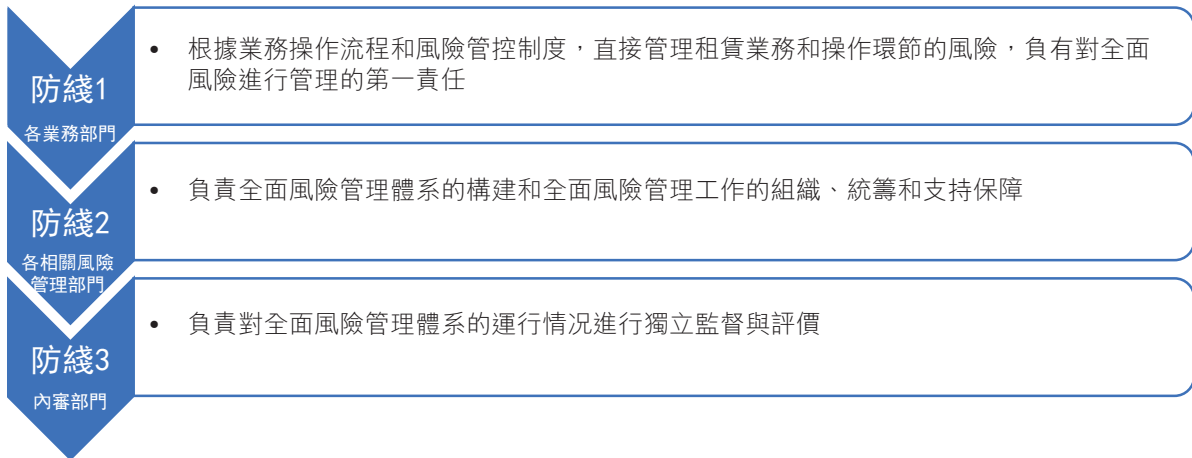 防綫1
各業務部門
• 根據業務操作流程和風險管控制度，直接管理租賃業務和操作環節的風險，負有對全面
風險進行管理的第一責任
防綫2
各相關風險
管理部門
• 負責全面風險管理體系的構建和全面風險管理工作的組織、統籌和支持保障
防綫3
內審部門
• 負責對全面風險管理體系的運行情況進行獨立監督與評價